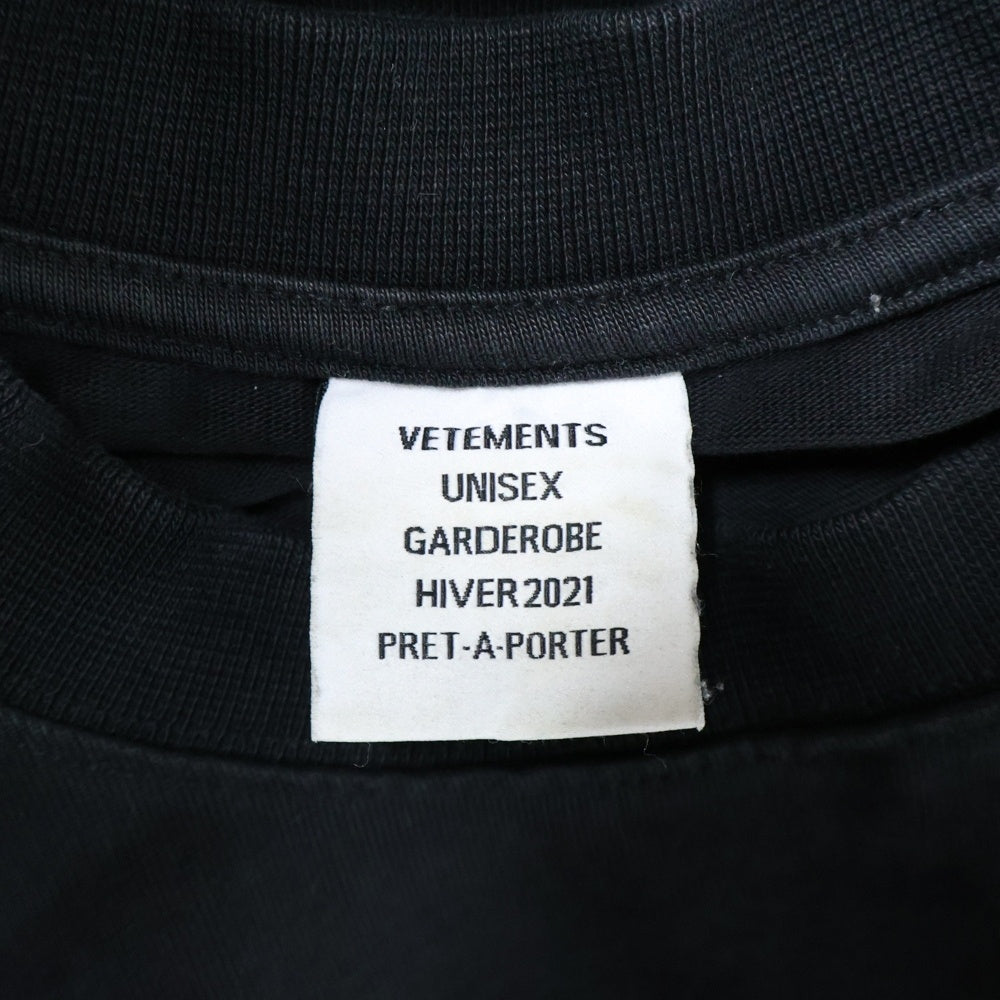 VETEMENTS
UNISEX
GARDEROBE
HIVER 2021
PRET-A-PORTER